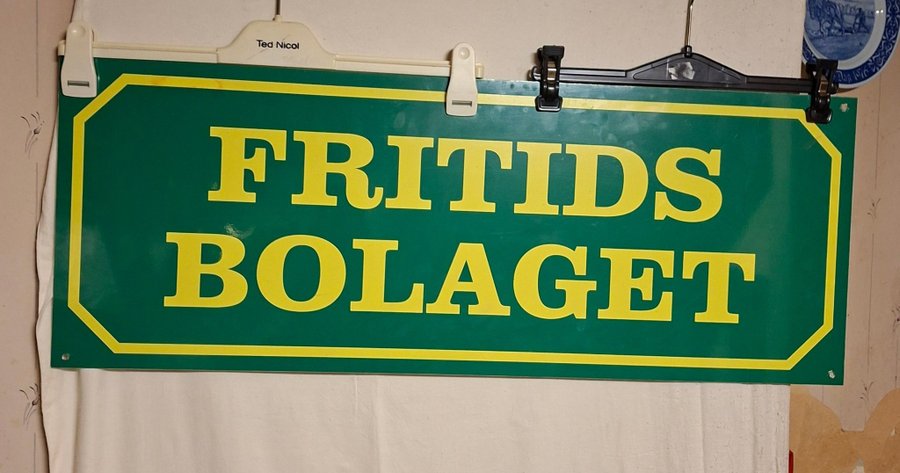 Ted Nicol
FRITIDS
BOLAGET